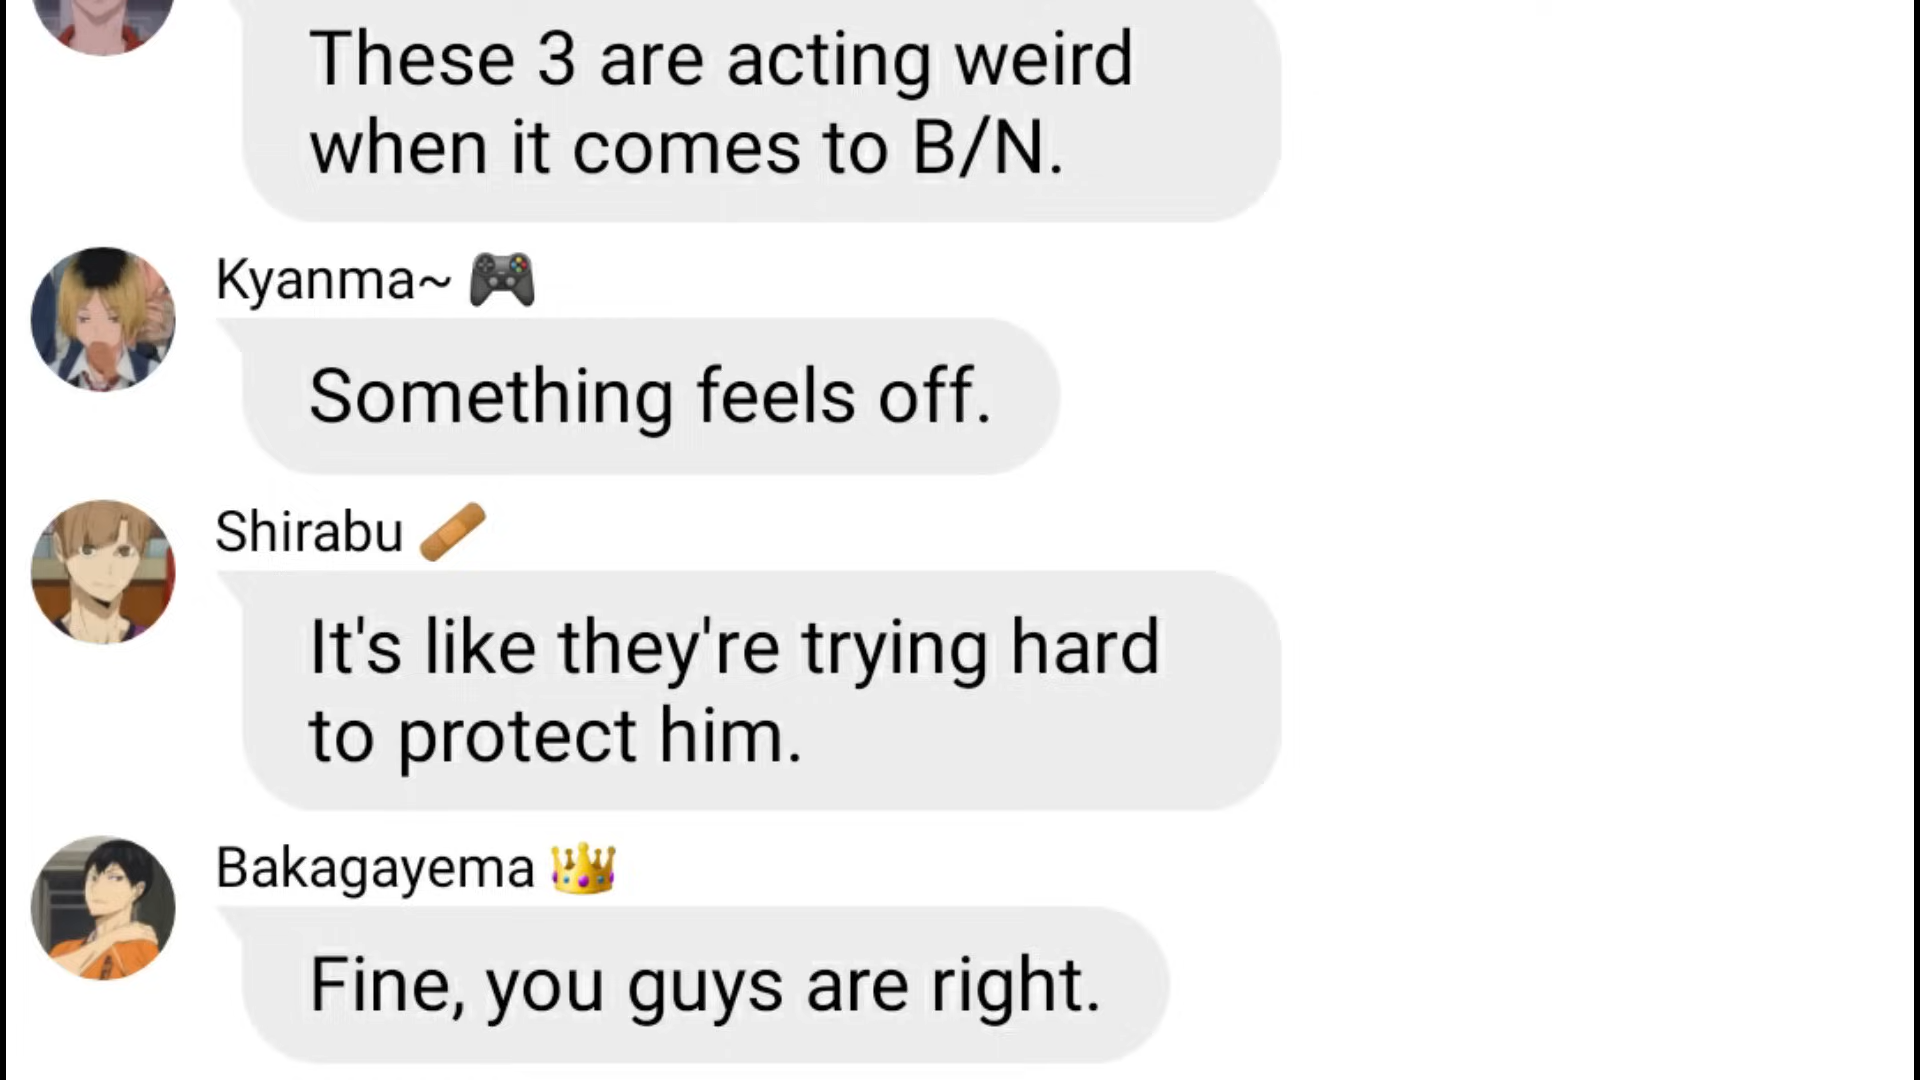 These 3 are acting weird
when it comes to B/N.
Kyanma~ 🎮
Something feels off.
Shirabu 🩹
It's like they're trying hard
to protect him.
Bakagayema 👑
Fine, you guys are right.